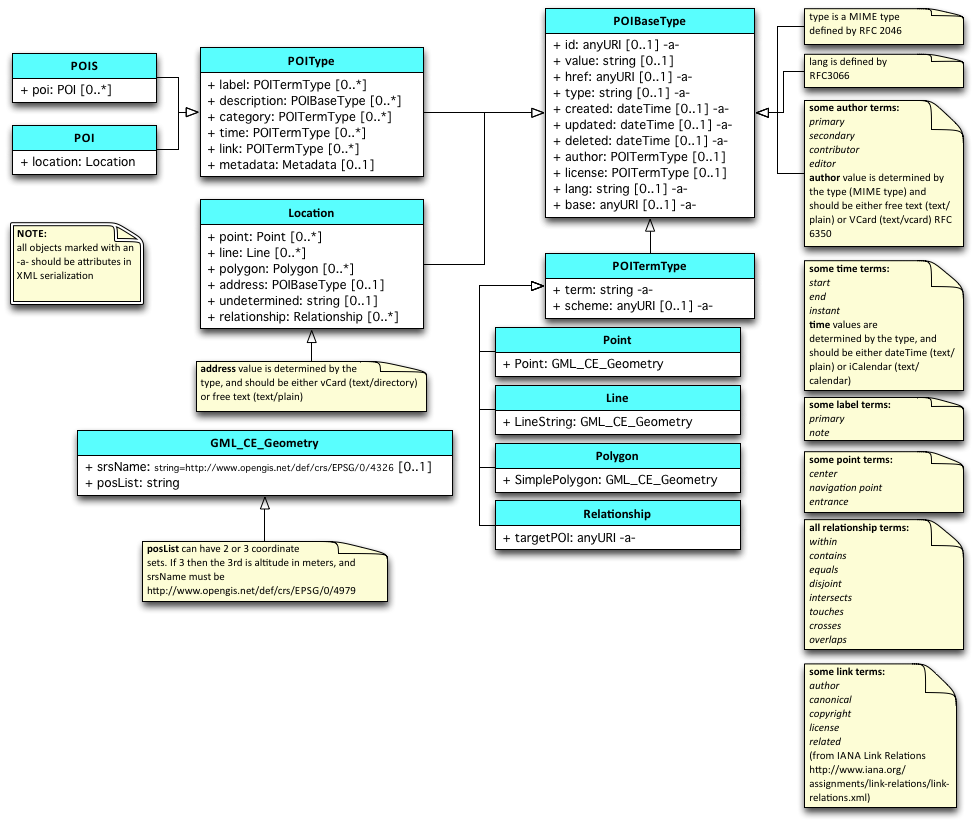 POIS
+ poi: POI [0..*]
POI
+ location: Location
NOTE:
all objects marked with an
-a- should be attributes in
XML serialization
POIType
+ label: POITermType [0..*]
+ description: POIBaseType [0..*]
+ category: POITermType [0..*]
+ time: POITermType [0..*]
+ link: POITermType [0..*]
+ metadata: Metadata [0..1]
Location
+ point: Point [0..*]
+ line: Line [0..*]
+ polygon: Polygon [0..*]
+ address: POIBaseType [0..1]
+ undetermined: string [0..1]
+ relationship: Relationship [0..*]
address value is determined by the
type, and should be either vCard (text/directory)
or free text (text/plain)
GML_CE_Geometry
+ srsName: string=http://www.opengis.net/def/crs/EPSG/0/4326 [0..1]
+ posList: string
posList can have 2 or 3 coordinate
sets. If 3 then the 3rd is altitude in meters, and
srsName must be
http://www.opengis.net/def/crs/EPSG/0/4979
POIBaseType
+ id: anyURI [0..1] -a-
+ value: string [0..1]
+ href: anyURI [0..1] -a-
+ type: string [0..1] -a-
+ created: dateTime [0..1] -a-
+ updated: dateTime [0..1] -a-
+ deleted: dateTime [0..1] -a-
+ author: POITermType [0..1]
+ license: POITermType [0..1]
+ lang: string [0..1] -a-
+ base: anyURI [0..1] -a-
POITermType
+ term: string -a-
+ scheme: anyURI [0..1] -a-
Point
+ Point: GML_CE_Geometry
Line
+ LineString: GML_CE_Geometry
Polygon
+ SimplePolygon: GML_CE_Geometry
Relationship
+ targetPOI: anyURI -a-
type is a MIME type
defined by RFC 2046
lang is defined by
RFC3066
some author terms:
primary
secondary
contributor
editor
author value is determined by
the type (MIME type) and
should be either free text (text/
plain) or VCard (text/vcard) RFC
6350
some time terms:
start
end
instant
time values are
determined by the type, and
should be either dateTime (text/
plain) or iCalendar (text/
calendar)
some label terms:
primary
note
some point terms:
center
navigation point
entrance
all relationship terms:
within
contains
equals
disjoint
intersects
touches
crosses
overlaps
some link terms:
author
canonical
copyright
license
related
(from IANA Link Relations
http://www.iana.org/
assignments/link-relations/link-
relations.xml)